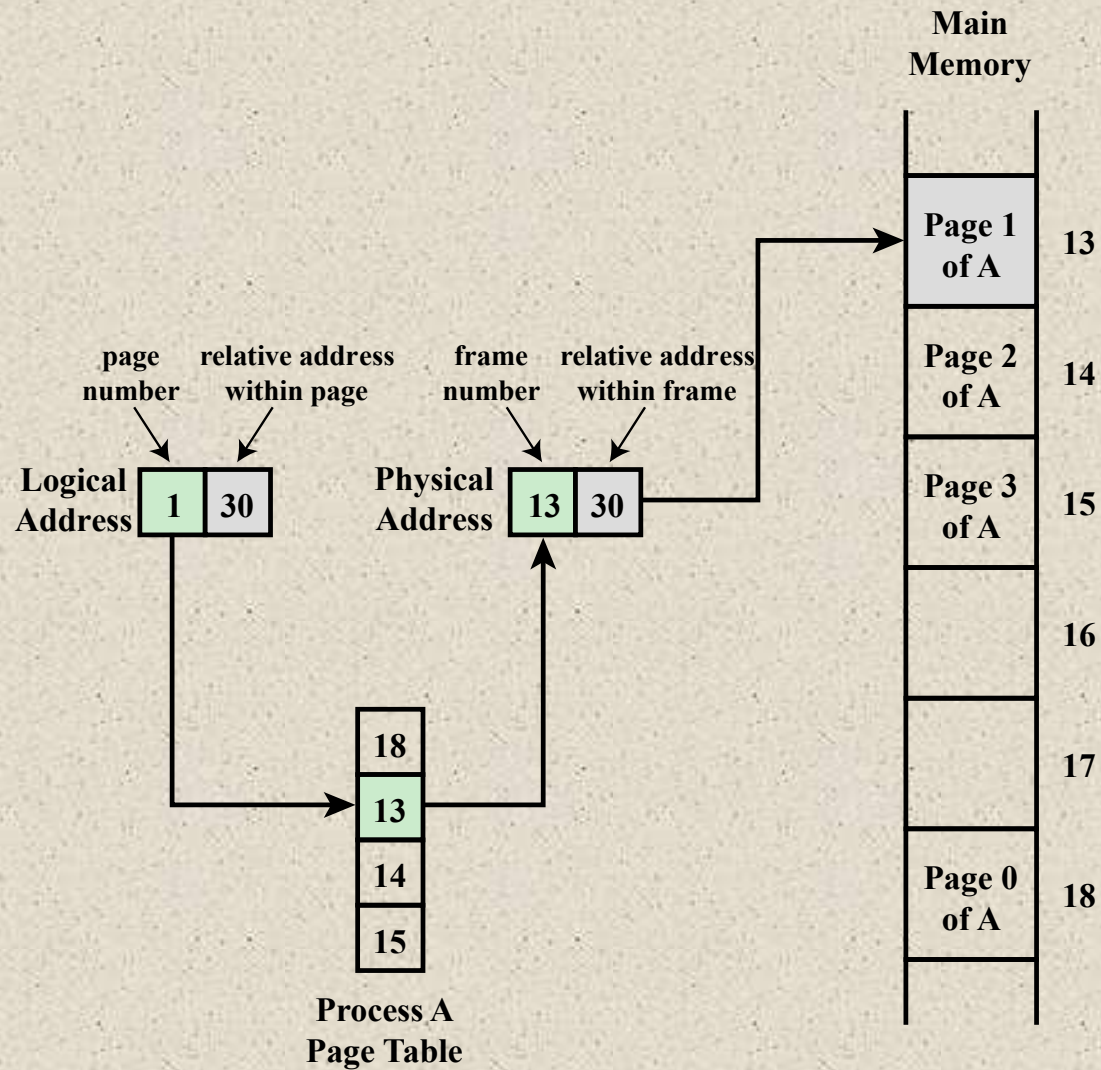 Main
Memory
Page 1
of A
13
Page 2
of A
14
Page 3
of A
15
16
17
Page 0
of A
18
page
number
relative address
within page
frame
number
relative address
within frame
Logical
Address
1
30
Physical
Address
13
30
18
13
14
15
Process A
Page Table